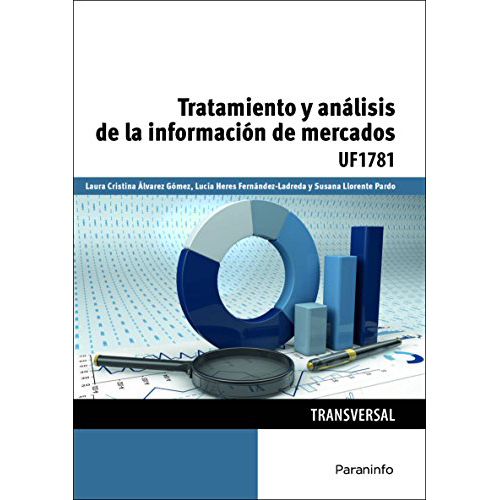 Tratamiento y análisis
de la información de mercados
UF1781
Laura Cristina Álvarez Gómez, Lucía Heres Fernández-Ladreda y Susana Llorente Pardo
TRANSVERSAL
Paraninfo